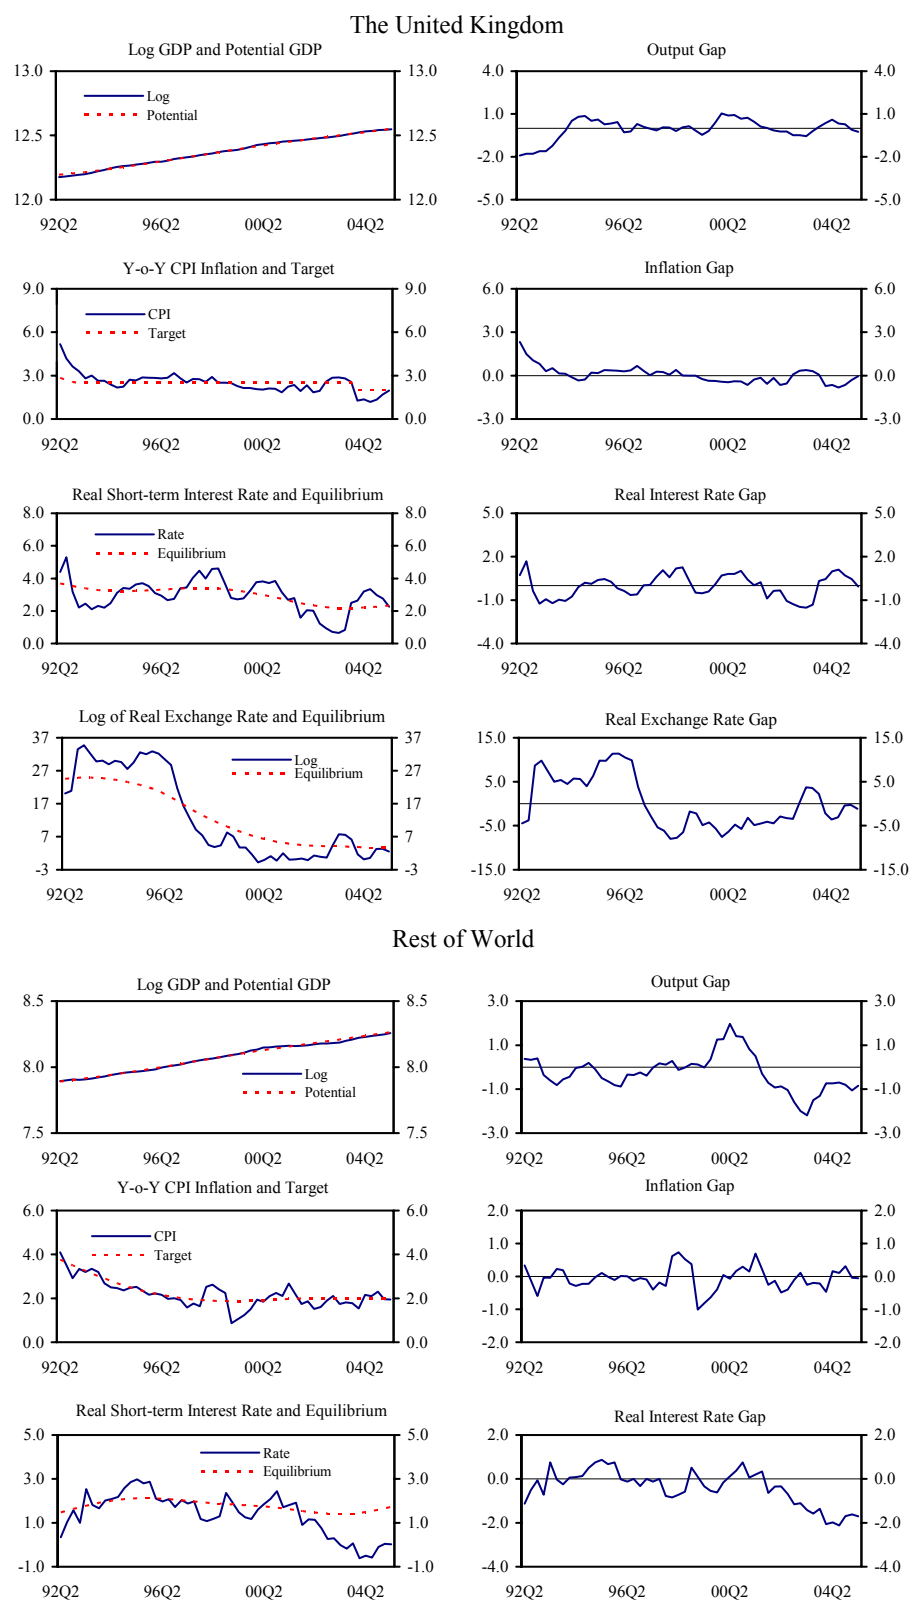 The United Kingdom
Log GDP and Potential GDP
13.0 13.0
Log
Potential
12.5 12.5
12.0 12.0
92Q2 96Q2 00Q2 04Q2
Output Gap
4.0 4.0
1.0 1.0
-2.0 -2.0
-5.0 -5.0
92Q2 96Q2 00Q2 04Q2
Y-o-Y CPI Inflation and Target
9.0 9.0
CPI
6.0 6.0
Target
3.0 3.0
0.0 0.0
92Q2 96Q2 00Q2 04Q2
Inflation Gap
6.0 6.0
3.0 3.0
0.0 0.0
-3.0 -3.0
92Q2 96Q2 00Q2 04Q2
Real Short-term Interest Rate and Equilibrium
8.0 8.0
Rate
6.0 6.0
Equilibrium
4.0 4.0
2.0 2.0
0.0 0.0
92Q2 96Q2 00Q2 04Q2
Real Interest Rate Gap
5.0 5.0
2.0 2.0
-1.0 -1.0
-4.0 -4.0
92Q2 96Q2 00Q2 04Q2
Log of Real Exchange Rate and Equilibrium
37 37
Log
27 27
Equilibrium
17 17
7 7
-3 -3
92Q2 96Q2 00Q2 04Q2
Real Exchange Rate Gap
15.0 15.0
5.0 5.0
-5.0 -5.0
-15.0 -15.0
92Q2 96Q2 00Q2 04Q2
Rest of World
Log GDP and Potential GDP
8.5 8.5
8.0 8.0
Log
Potential
7.5 7.5
92Q2 96Q2 00Q2 04Q2
Output Gap
3.0 3.0
1.0 1.0
-1.0 -1.0
-3.0 -3.0
92Q2 96Q2 00Q2 04Q2
Y-o-Y CPI Inflation and Target
6.0 6.0
CPI
4.0 4.0
Target
2.0 2.0
0.0 0.0
92Q2 96Q2 00Q2 04Q2
Inflation Gap
2.0 2.0
1.0 1.0
0.0 0.0
-1.0 -1.0
-2.0 -2.0
92Q2 96Q2 00Q2 04Q2
Real Short-term Interest Rate and Equilibrium
5.0 5.0
Rate
3.0 3.0
Equilibrium
1.0 1.0
-1.0 -1.0
92Q2 96Q2 00Q2 04Q2
Real Interest Rate Gap
2.0 2.0
0.0 0.0
-2.0 -2.0
-4.0 -4.0
92Q2 96Q2 00Q2 04Q2